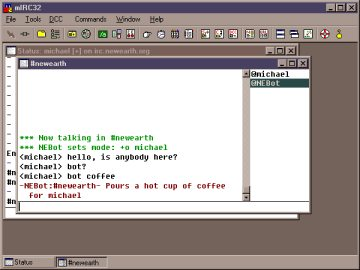 mIRC32
File Tools DCC Commands Window Help
Status: michael [+] on irc.newearth.org
#newearth
@michael
@NEBot
*** Now talking in #newearth
*** NEBot sets mode: +o michael
<michael> hello, is anybody here?
<michael> bot?
<michael> bot coffee
-NEBot:#newearth- Pours a hot cup of coffee
for michael
En
#n
#n
#n
Status
#newearth